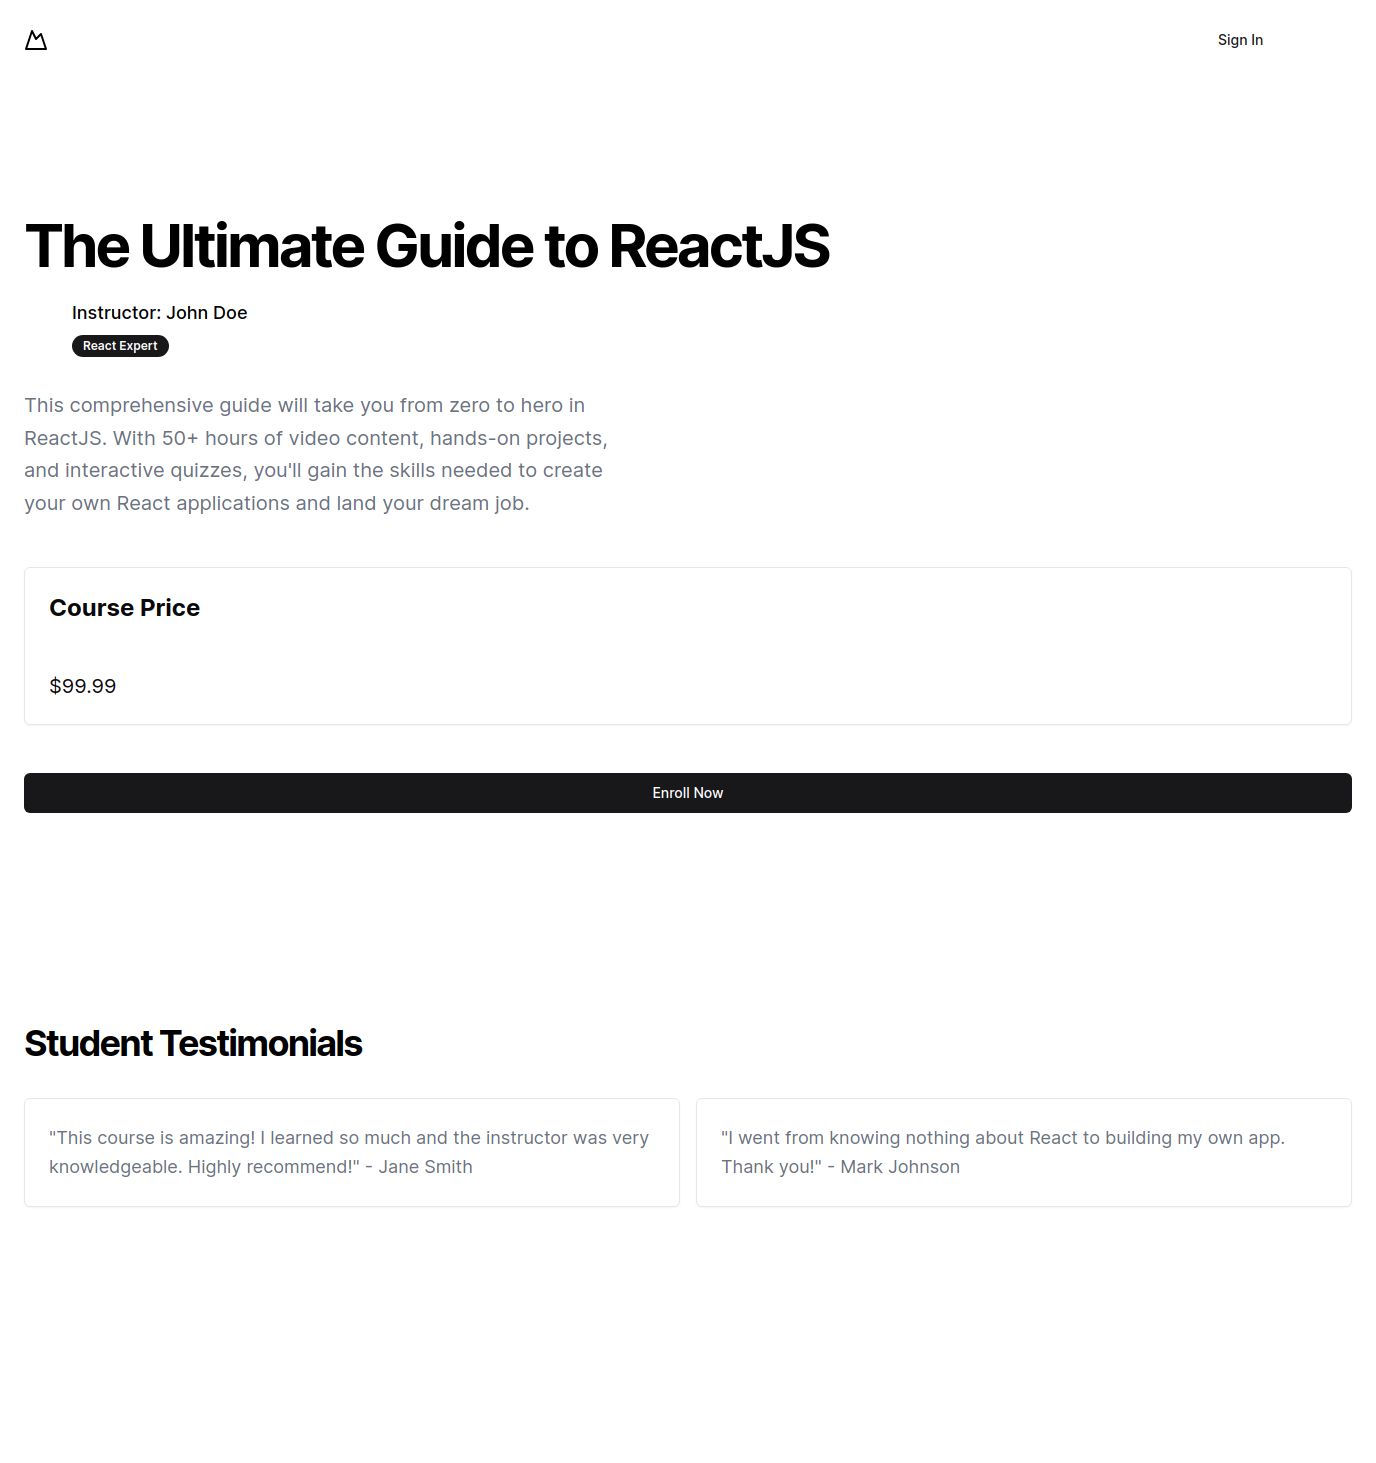 Sign In
The Ultimate Guide to ReactJS
Instructor: John Doe
React Expert
This comprehensive guide will take you from zero to hero in
ReactJS. With 50+ hours of video content, hands-on projects,
and interactive quizzes, you'll gain the skills needed to create
your own React applications and land your dream job.
Course Price
$99.99
Enroll Now
Student Testimonials
"This course is amazing! I learned so much and the instructor was very
knowledgeable. Highly recommend!" - Jane Smith
"I went from knowing nothing about React to building my own app.
Thank you!" - Mark Johnson